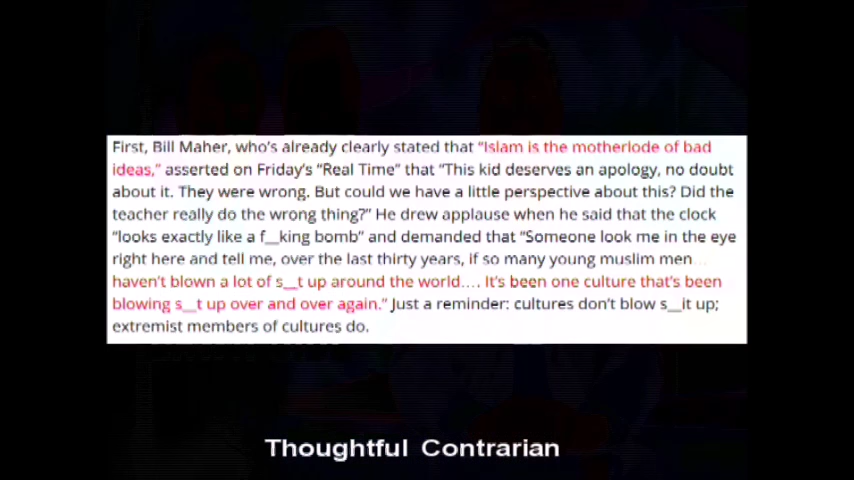 First, Bill Maher, who's already clearly stated that “Islam is the motherlode of bad
ideas,” asserted on Friday's “Real Time” that “This kid deserves an apology, no doubt
about it. They were wrong. But could we have a little perspective about this? Did the
teacher really do the wrong thing?” He drew applause when he said that the clock
“looks exactly like a f__king bomb” and demanded that “Someone look me in the eye
right here and tell me, over the last thirty years, if so many young muslim men…
haven't blown a lot of s__t up around the world…. It's been one culture that's been
blowing s__t up over and over again.” Just a reminder: cultures don't blow s__it up;
extremist members of cultures do.
Thoughtful Contrarian